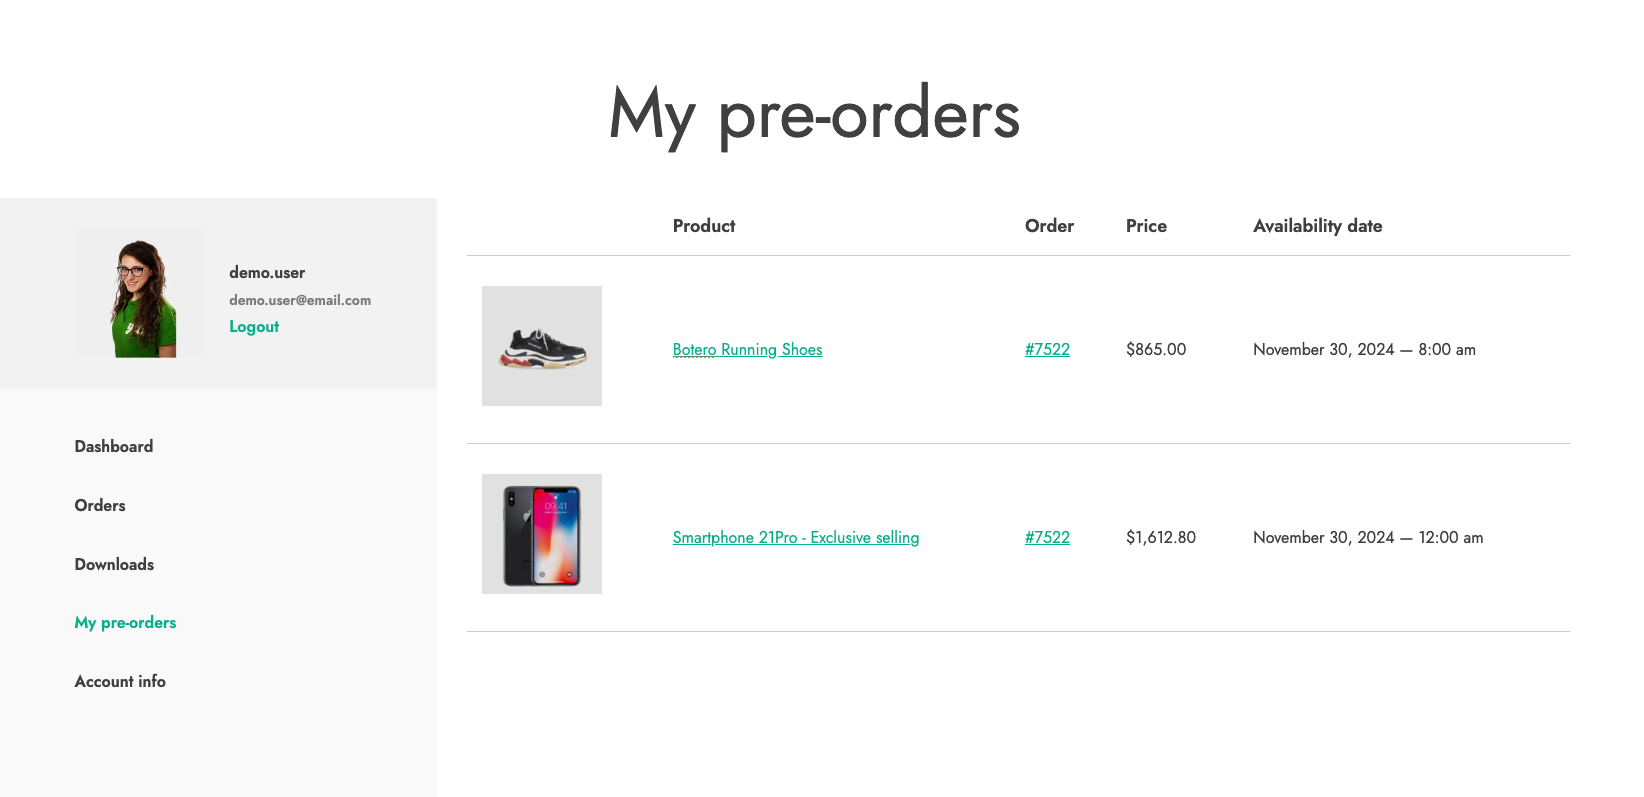 My pre-orders
demo.user
demo.user@email.com
Logout
Dashboard
Orders
Downloads
My pre-orders
Account info
Product Order Price Availability date
Botero Running Shoes #7522 $865.00 November 30, 2024 — 8:00 am
09:41
Smartphone 21Pro - Exclusive selling #7522 $1,612.80 November 30, 2024 — 12:00 am